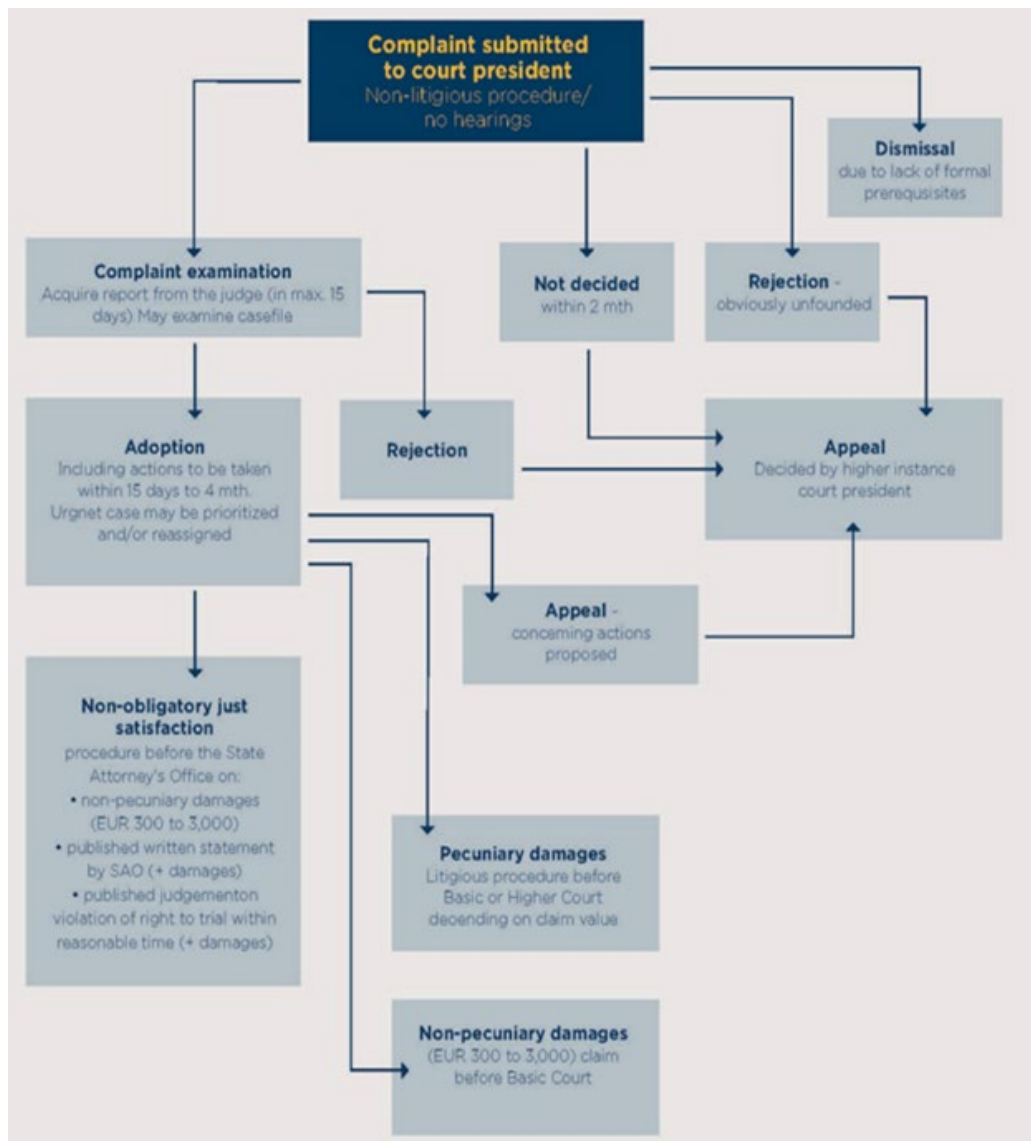 Complaint submitted
to court president
Non-litigious procedure/
no hearings
Dismissal
due to lack of formal
prerequsisites
Complaint examination
Acquire report from the judge (in max. 15
days) May examine casefile
Not decided
within 2 mth
Rejection -
obviously unfounded
Adoption
Including actions to be taken
within 15 days to 4 mth.
Urgnet case may be prioritized
and/or reassigned
Rejection
Appeal
Decided by higher instance
court president
Appeal -
concerning actions
proposed
Non-obligatory just
satisfaction
procedure before the State
Attorney's Office on:
• non-pecuniary damages
(EUR 300 to 3,000)
• published written statement
by SAO (+ damages)
• published judgementon
violation of right to trial within
reasonable time (+ damages)
Pecuniary damages
Litigious procedure before
Basic or Higher Court
deoending on claim value
Non-pecuniary damages
(EUR 300 to 3,000) claim
before Basic Court